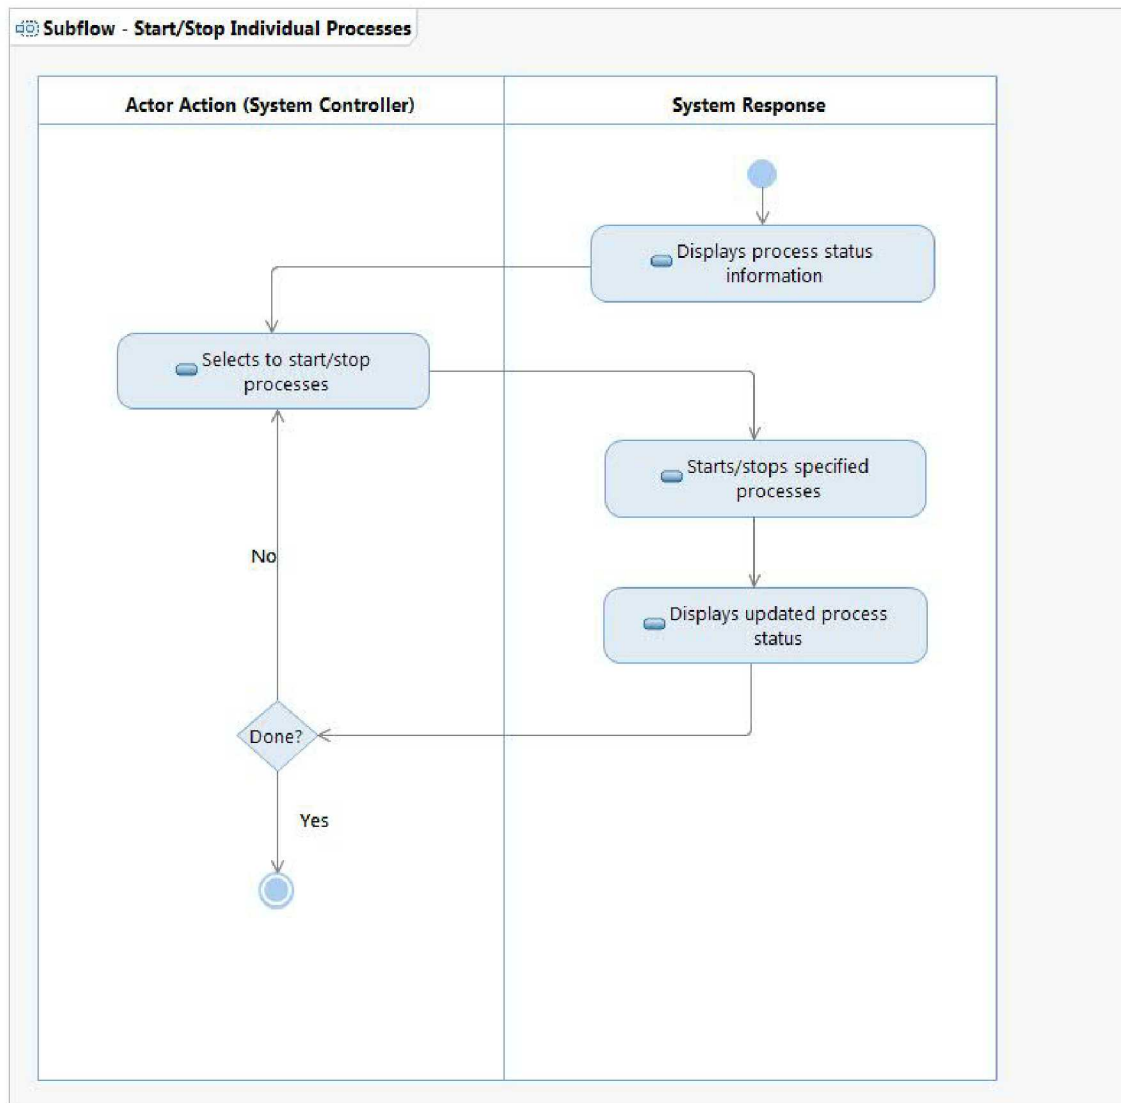 Subflow - Start/Stop Individual Processes
Actor Action (System Controller)
System Response
Displays process status
information
Selects to start/stop
processes
Starts/stops specified
processes
No
Displays updated process
status
Done?
Yes